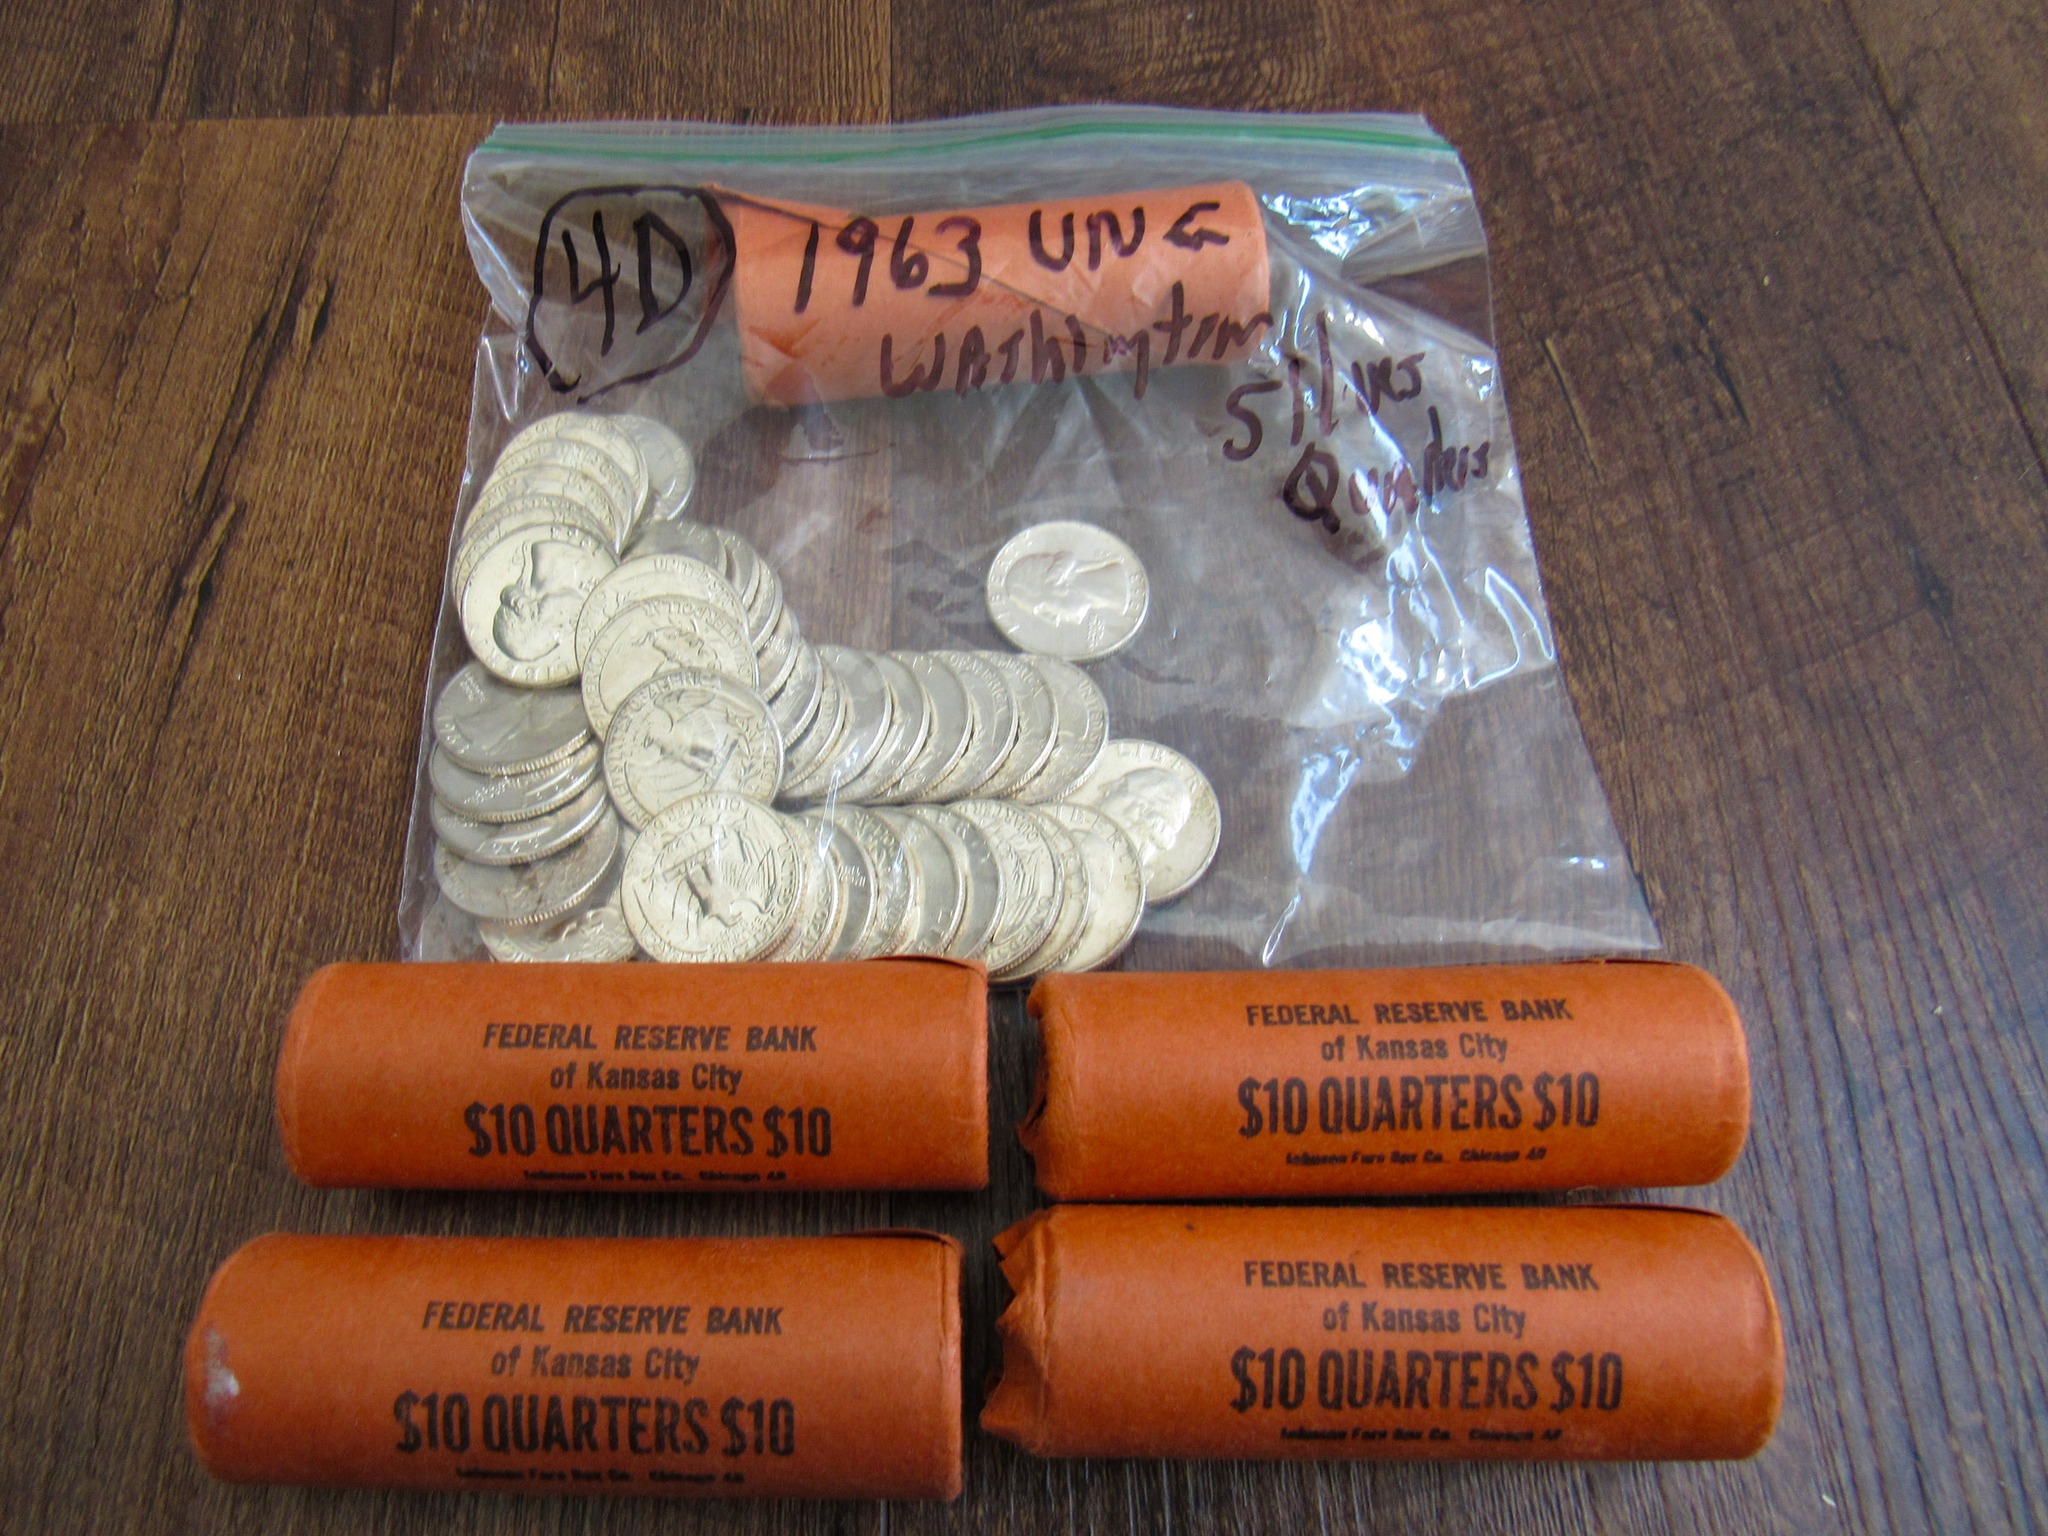 4D
1963 UNC
Washington
Silver
Quarters
LIBERTY
FEDERAL RESERVE BANK
of Kansas City
$10 QUARTERS $10
FEDERAL RESERVE BANK
of Kansas City
$10 QUARTERS $10
FEDERAL RESERVE BANK
of Kansas City
$10 QUARTERS $10
FEDERAL RESERVE BANK
of Kansas City
$10 QUARTERS $10